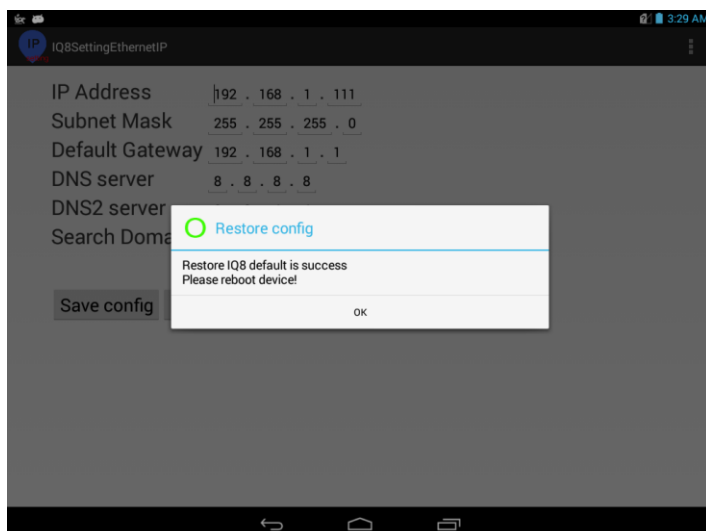 3:29 AM
IP
IQ8SettingEthernetIP
IP Address 192 . 168 . 1 . 111
Subnet Mask 255 . 255 . 255 . 0
Default Gateway 192 . 168 . 1 . 1
DNS server 8 . 8 . 8 . 8
DNS2 server
Search Doma
Restore config
Restore IQ8 default is success
Please reboot device!
OK
Save config